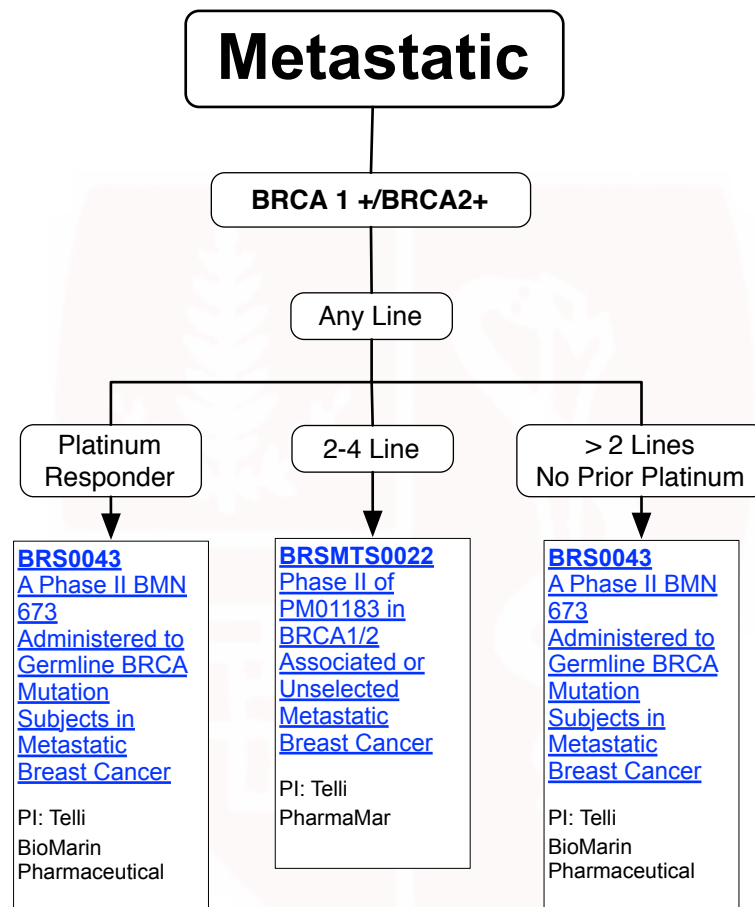 Metastatic
BRCA 1 +/BRCA2+
Any Line
Platinum
Responder
2-4 Line
> 2 Lines
No Prior Platinum
BRS0043
A Phase II BMN
673
Administered to
Germline BRCA
Mutation
Subjects in
Metastatic
Breast Cancer
PI: Telli
BioMarin
Pharmaceutical
BRSMTS0022
Phase II of
PM01183 in
BRCA1/2
Associated or
Unselected
Metastatic
Breast Cancer
PI: Telli
PharmaMar
BRS0043
A Phase II BMN
673
Administered to
Germline BRCA
Mutation
Subjects in
Metastatic
Breast Cancer
PI: Telli
BioMarin
Pharmaceutical